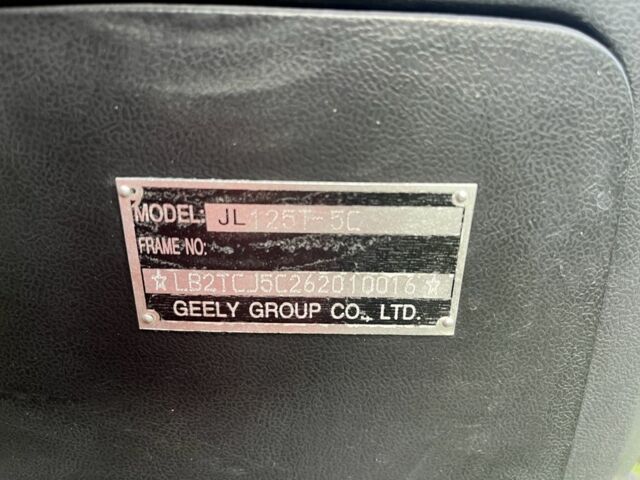 MODEL: JL125T-5C
FRAME NO:
☆LB2TCJ5C262010016☆
GEELY GROUP CO., LTD.